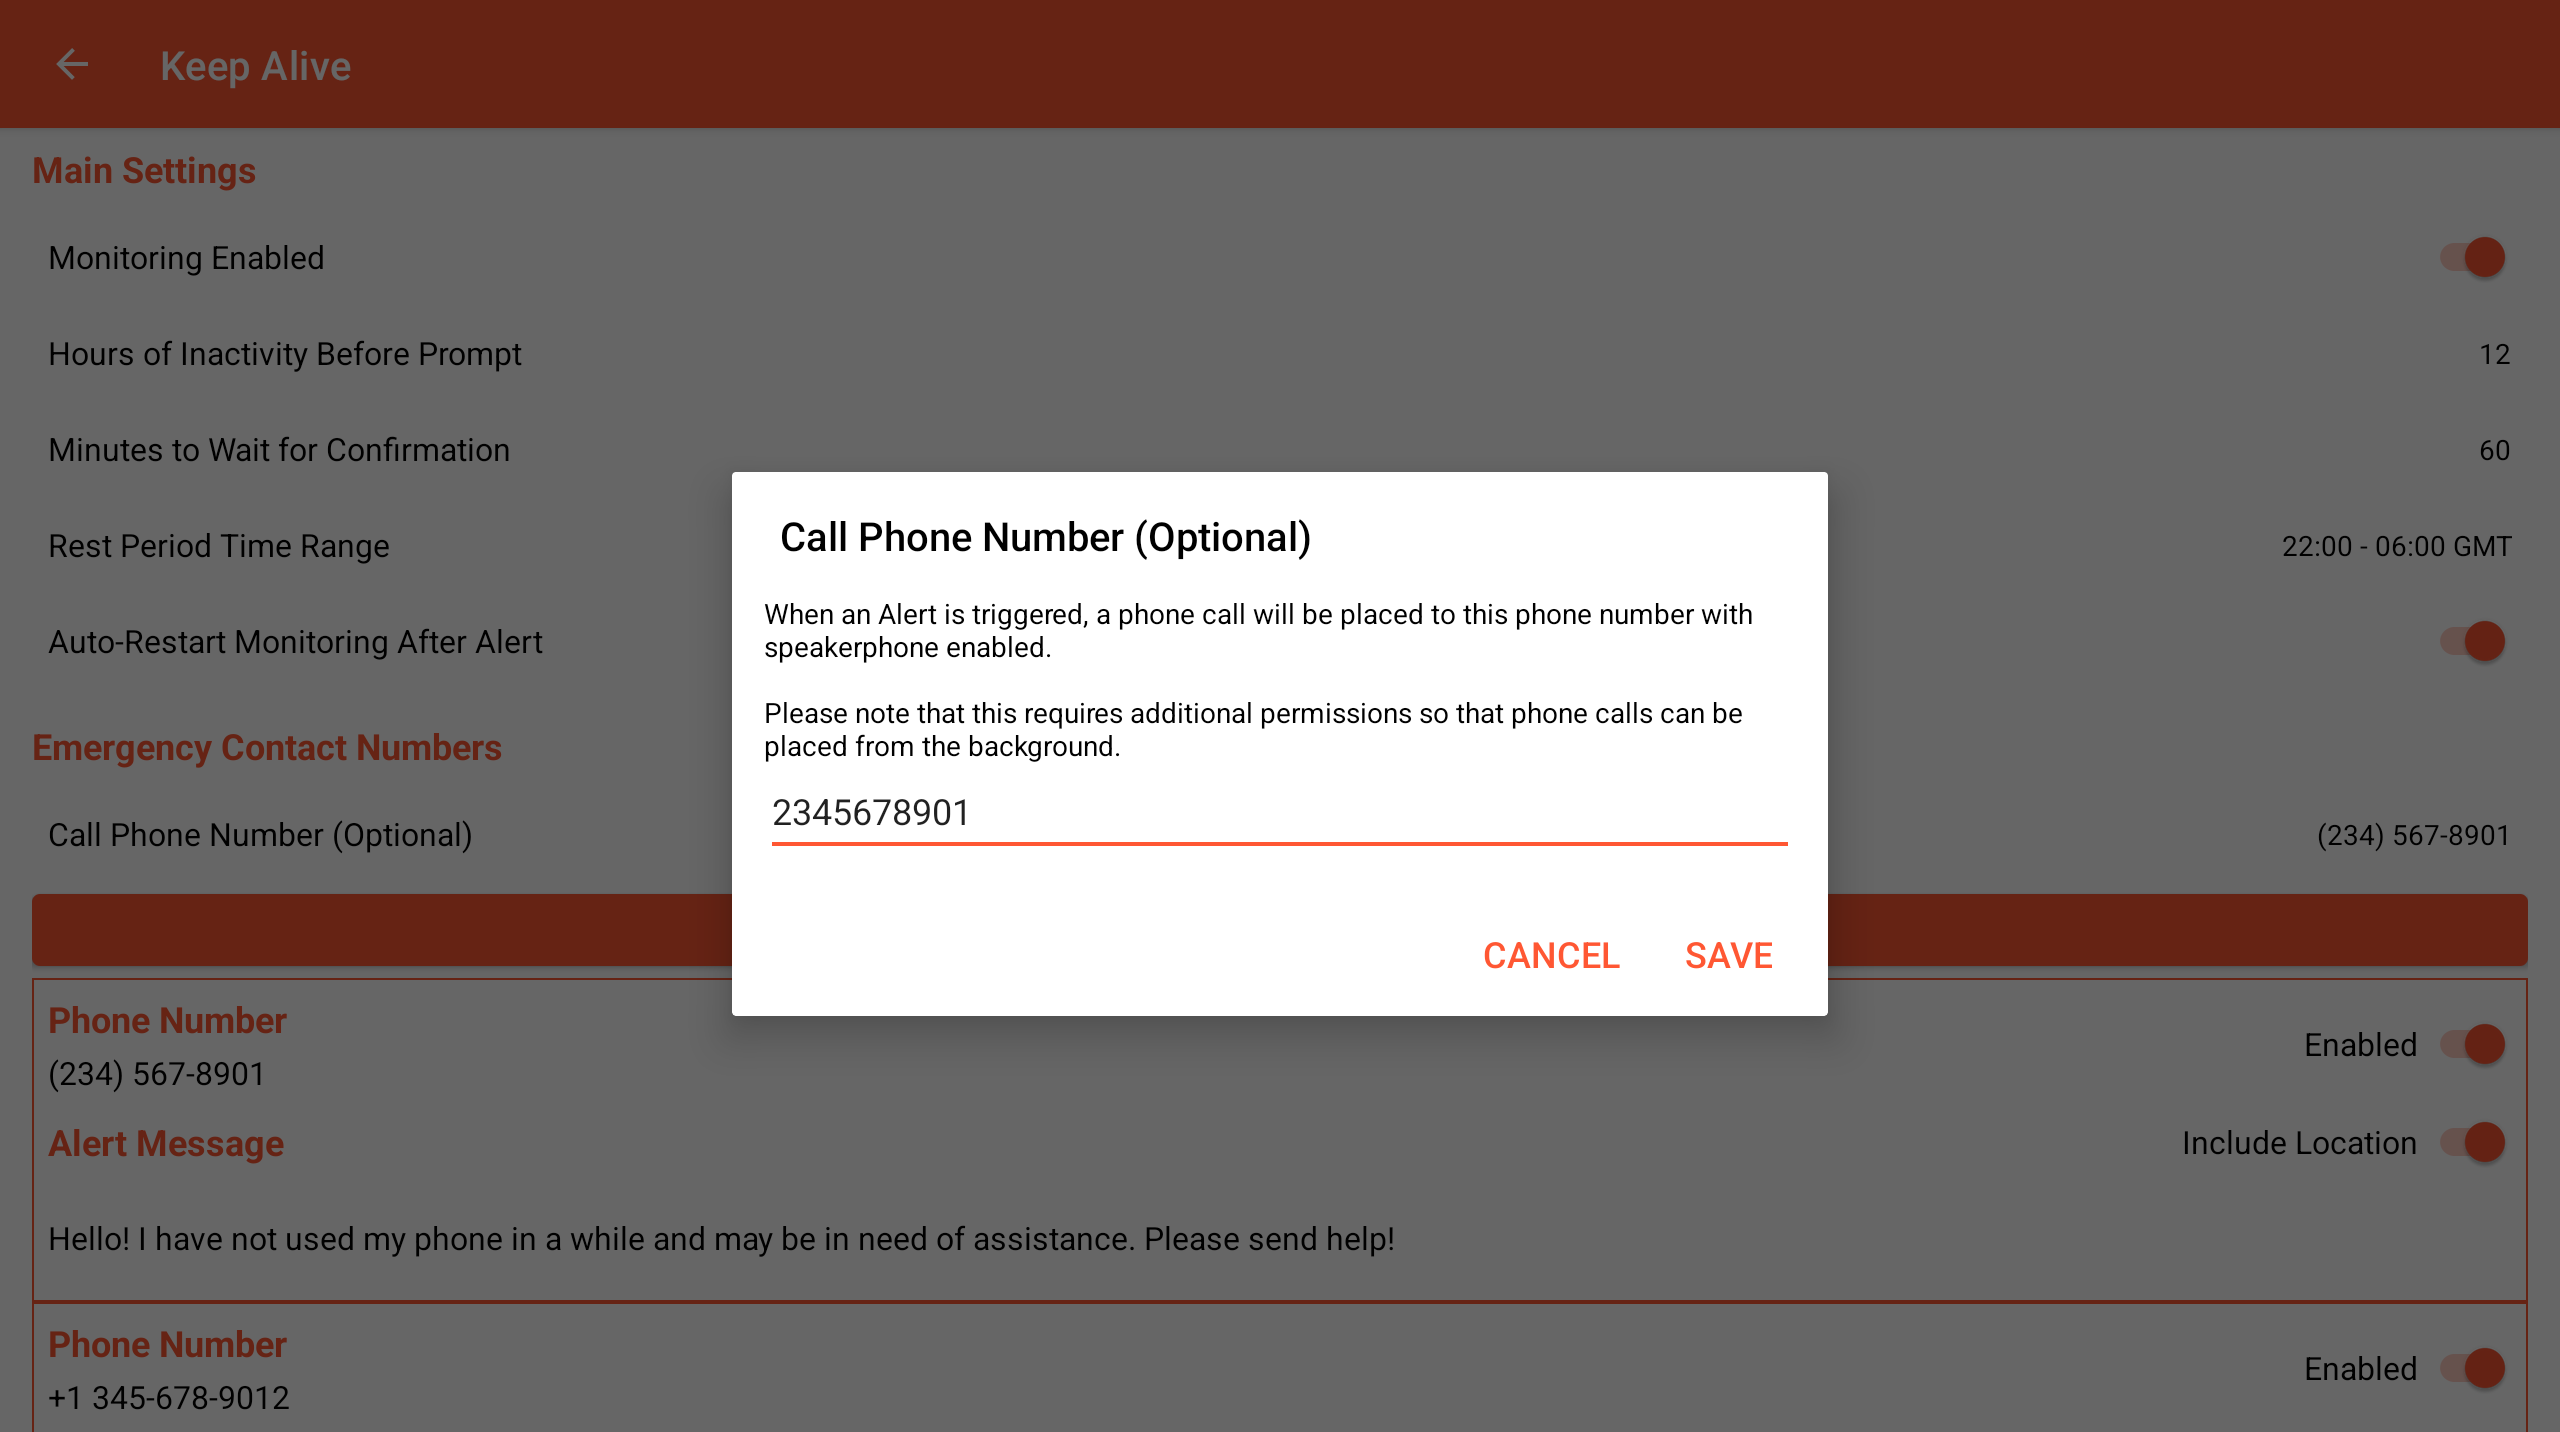 Keep Alive
Main Settings
Monitoring Enabled
Hours of Inactivity Before Prompt
12
Minutes to Wait for Confirmation
60
Rest Period Time Range
22:00 - 06:00 GMT
Auto-Restart Monitoring After Alert
Emergency Contact Numbers
Call Phone Number (Optional)
(234) 567-8901
Call Phone Number (Optional)
When an Alert is triggered, a phone call will be placed to this phone number with
speakerphone enabled.
Please note that this requires additional permissions so that phone calls can be
placed from the background.
2345678901
CANCEL
SAVE
Phone Number
(234) 567-8901
Enabled
Alert Message
Include Location
Hello! I have not used my phone in a while and may be in need of assistance. Please send help!
Phone Number
+1 345-678-9012
Enabled